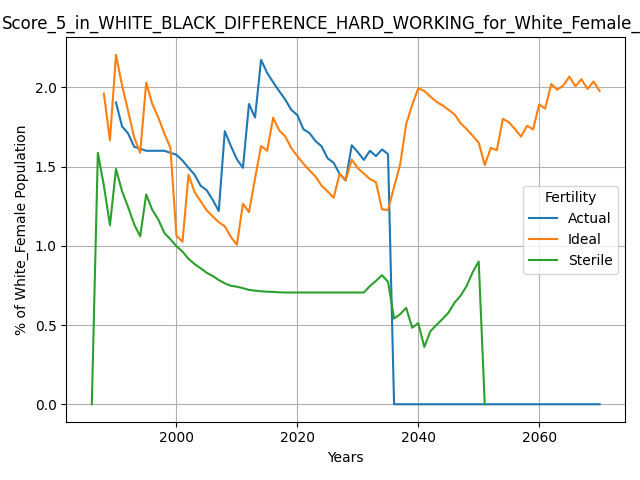 Score_5_in_WHITE_BLACK_DIFFERENCE_HARD_WORKING_for_White_Female_
% of White_Female Population
2.0
1.5
1.0
0.5
0.0
Fertility
Actual
Ideal
Sterile
2000 2020 2040 2060
Years